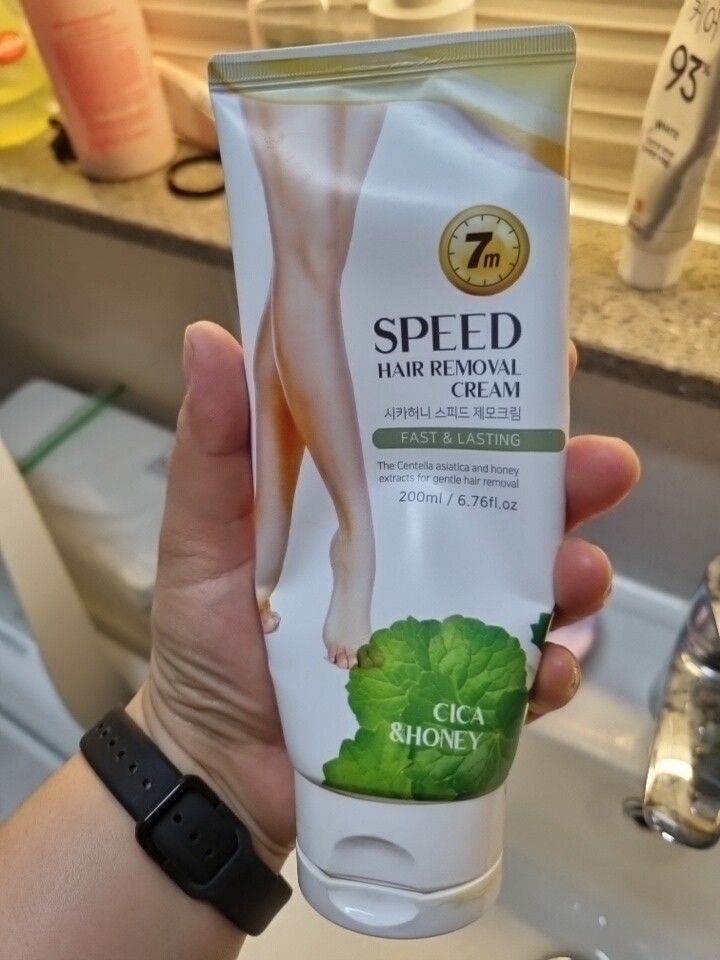 7m
SPEED
HAIR REMOVAL
CREAM
시카허니 스피드 제모크림
FAST & LASTING
The Centella asiatica and honey
extracts for gentle hair removal
200ml / 6.76fl.oz
CICA
&HONEY
93%